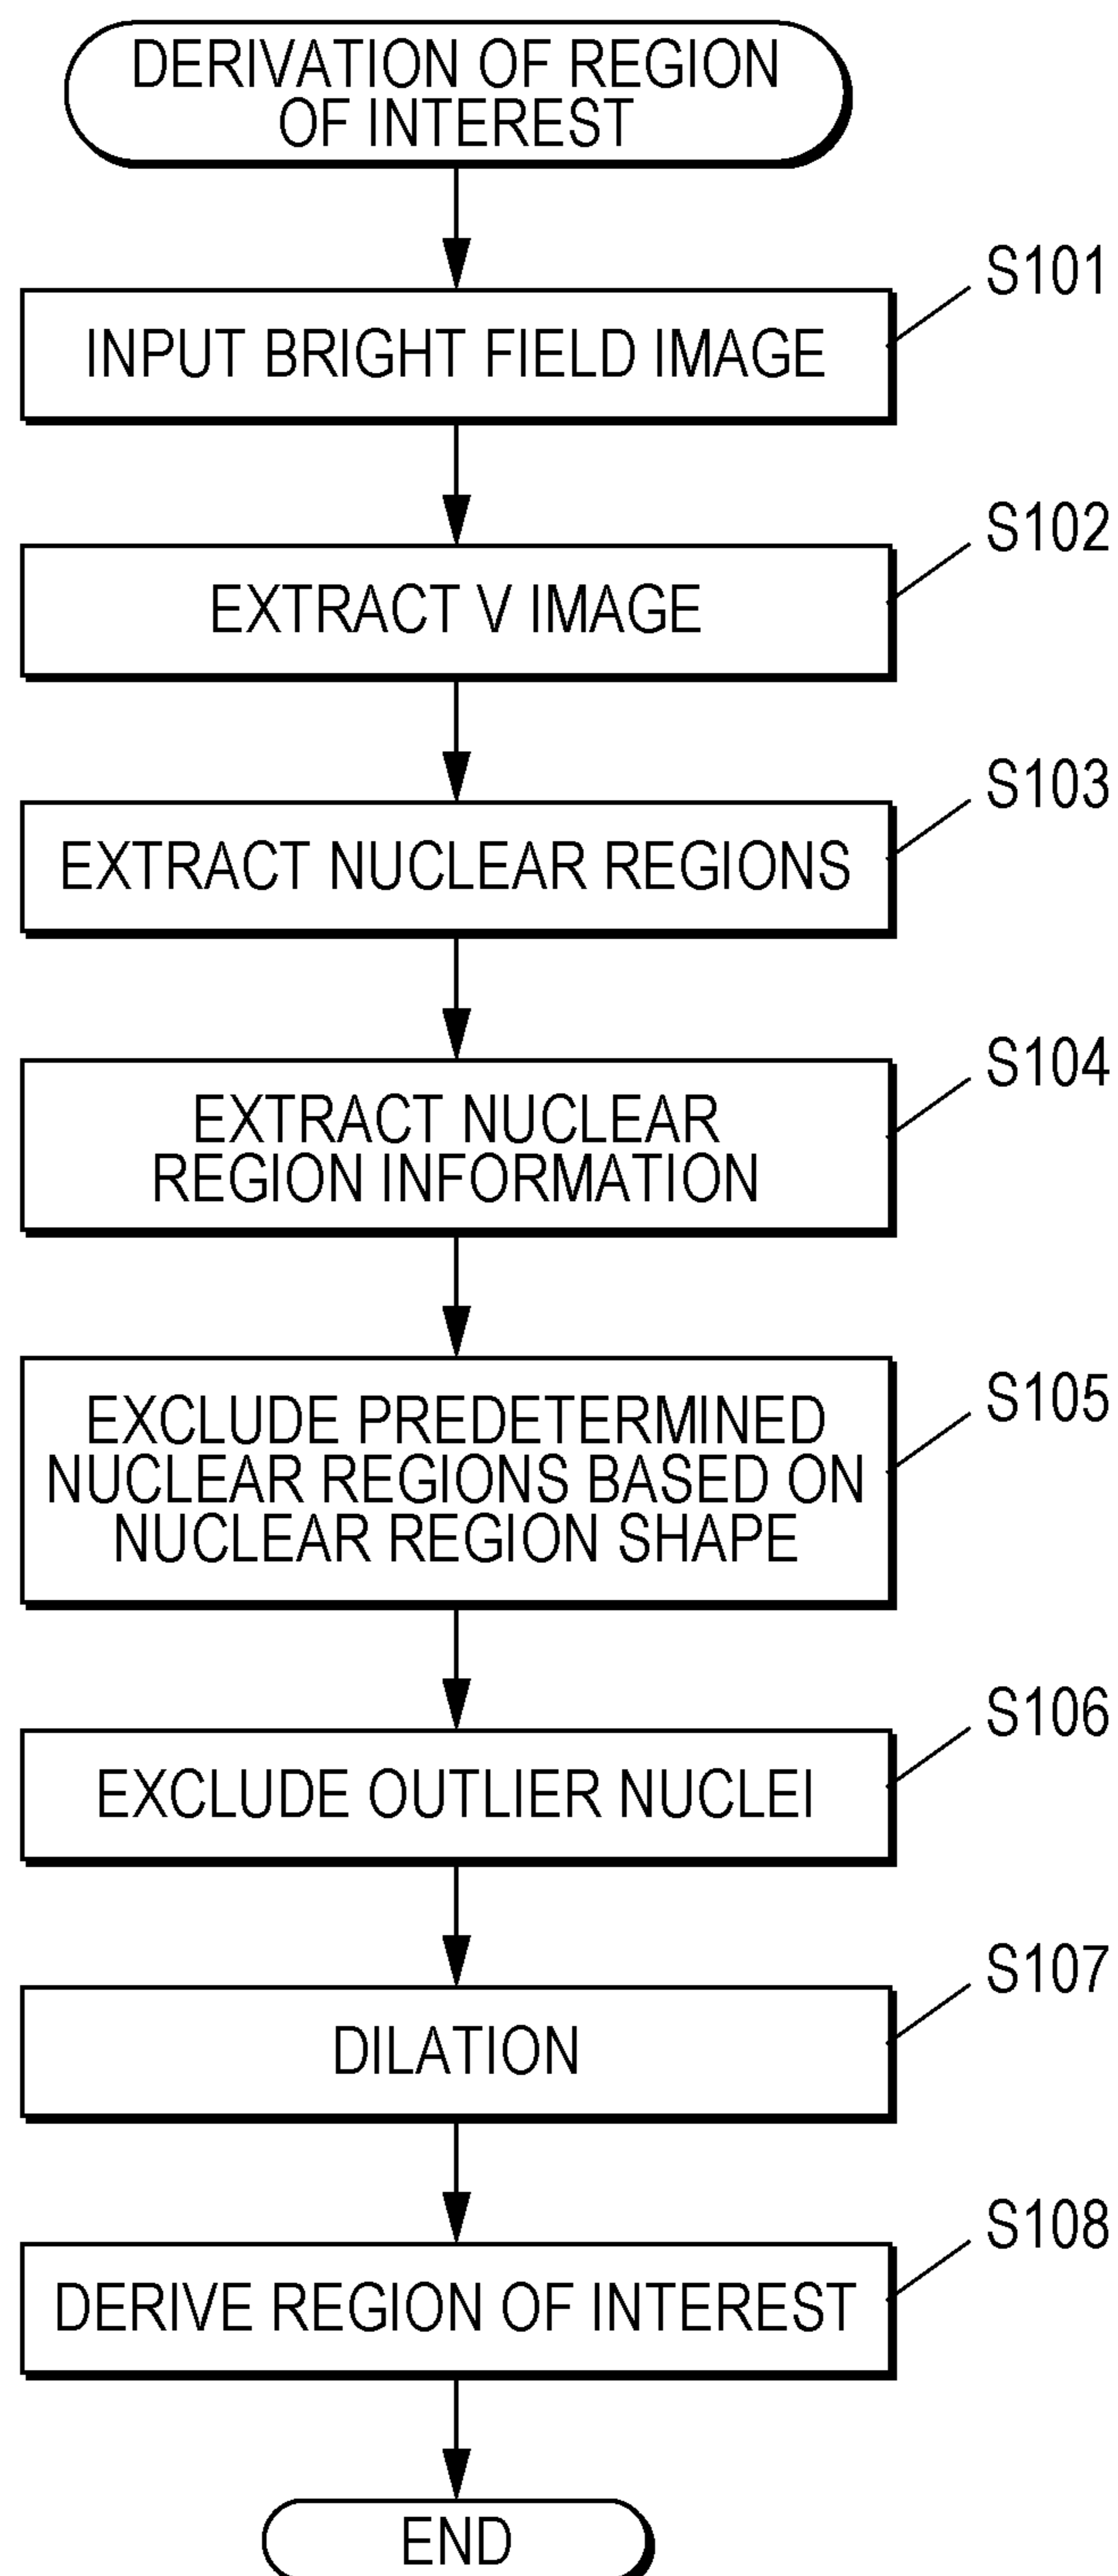 DERIVATION OF REGION
OF INTEREST
S101
INPUT BRIGHT FIELD IMAGE
S102
EXTRACT V IMAGE
S103
EXTRACT NUCLEAR REGIONS
S104
EXTRACT NUCLEAR
REGION INFORMATION
S105
EXCLUDE PREDETERMINED
NUCLEAR REGIONS BASED ON
NUCLEAR REGION SHAPE
S106
EXCLUDE OUTLIER NUCLEI
S107
DILATION
S108
DERIVE REGION OF INTEREST
END